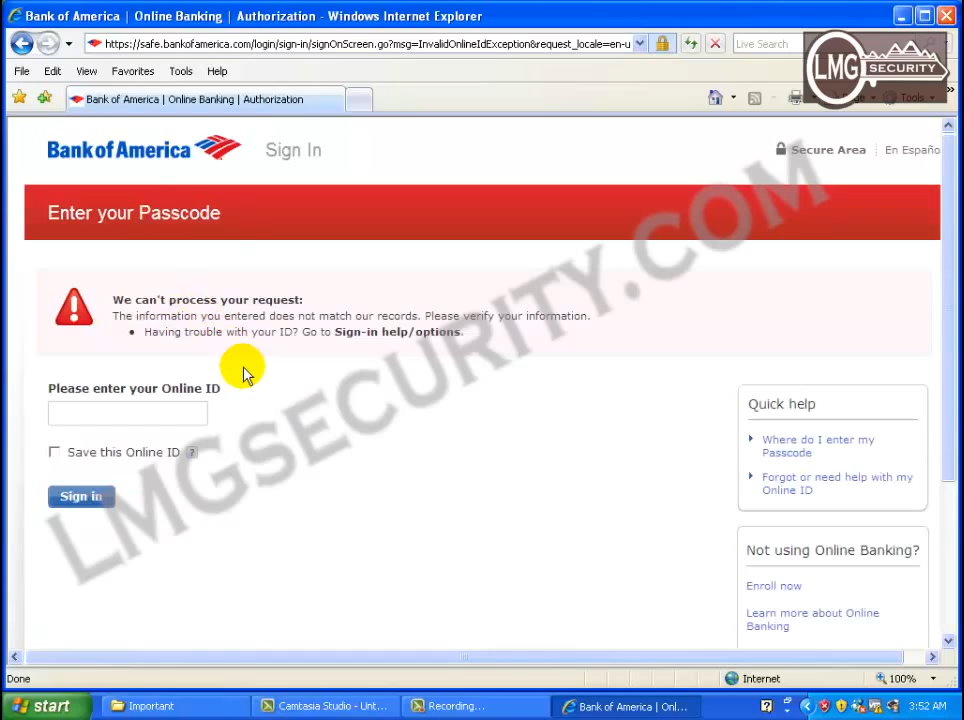 Bank of America | Online Banking | Authorization - Windows Internet Explorer
https://safe.bankofamerica.com/login/sign-in/signOnScreen.go?msg=InvalidOnlineIdException&request_locale=en-u
Live Search
File Edit View Favorites Tools Help
LMG SECURITY
Bank of America | Online Banking | Authorization
Page
Tools
Bank of America Sign In
Secure Area En Español
Enter your Passcode
We can't process your request:
The information you entered does not match our records. Please verify your information.
Having trouble with your ID? Go to Sign-in help/options.
Please enter your Online ID
Save this Online ID ?
Sign in
Quick help
Where do I enter my
Passcode
Forgot or need help with my
Online ID
Not using Online Banking?
Enroll now
Learn more about Online
Banking
LMGSECURITY.COM
Done
Internet
100%
start
Important
Camtasia Studio - Unt...
Recording...
Bank of America | Onl...
3:52 AM